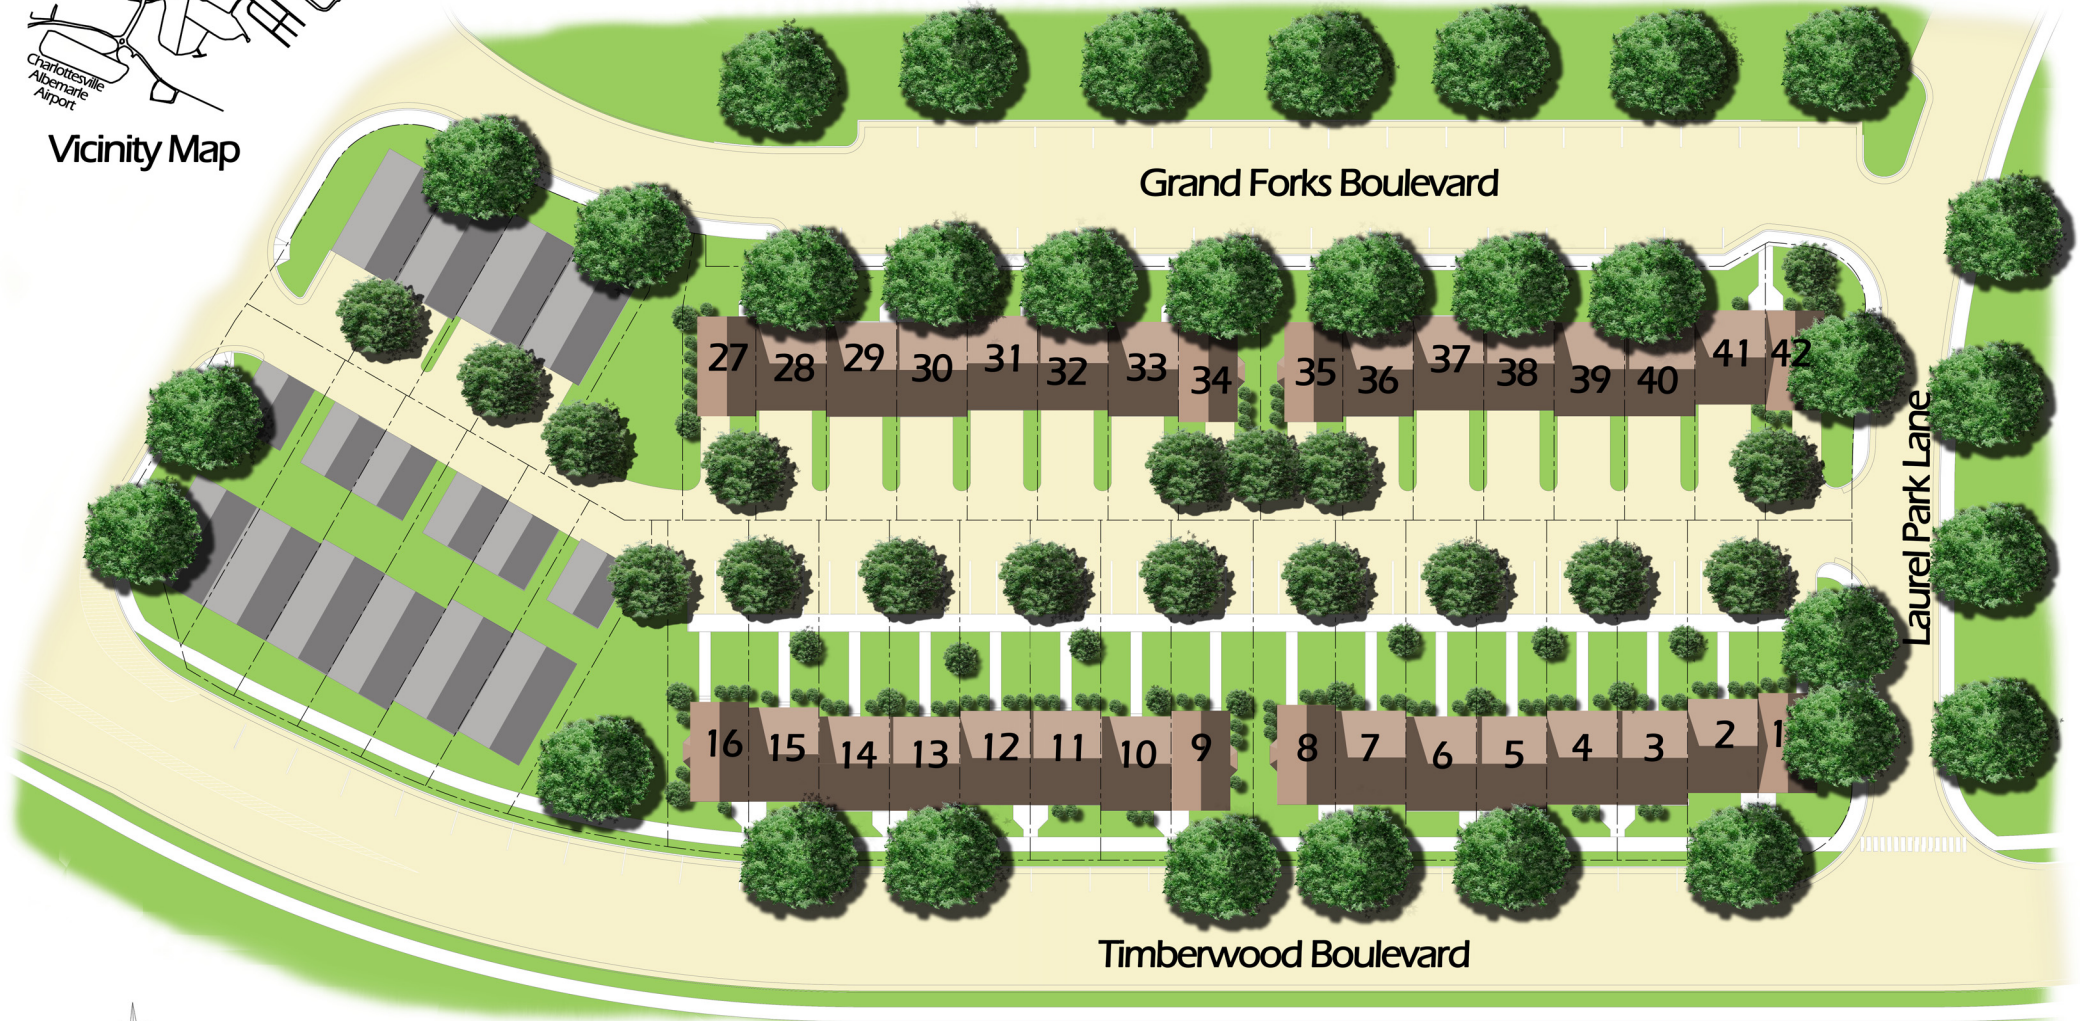 Charlottesville
Albemarle
Airport
Vicinity Map
Grand Forks Boulevard
27 28 29 30 31 32 33 34 35 36 37 38 39 40 41 42
Laurel Park Lane
16 15 14 13 12 11 10 9 8 7 6 5 4 3 2 1
Timberwood Boulevard